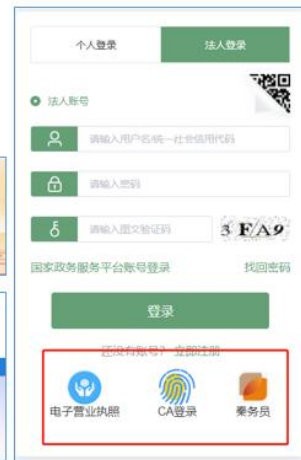 个人登录 法人登录
法人账号
请输入用户名/统一社会信用代码
请输入密码
请输入图文验证码 3 EA9
国家政务服务平台账号登录 找回密码
登录
还没有账号? 立即注册
电子营业执照 CA登录 秦务员